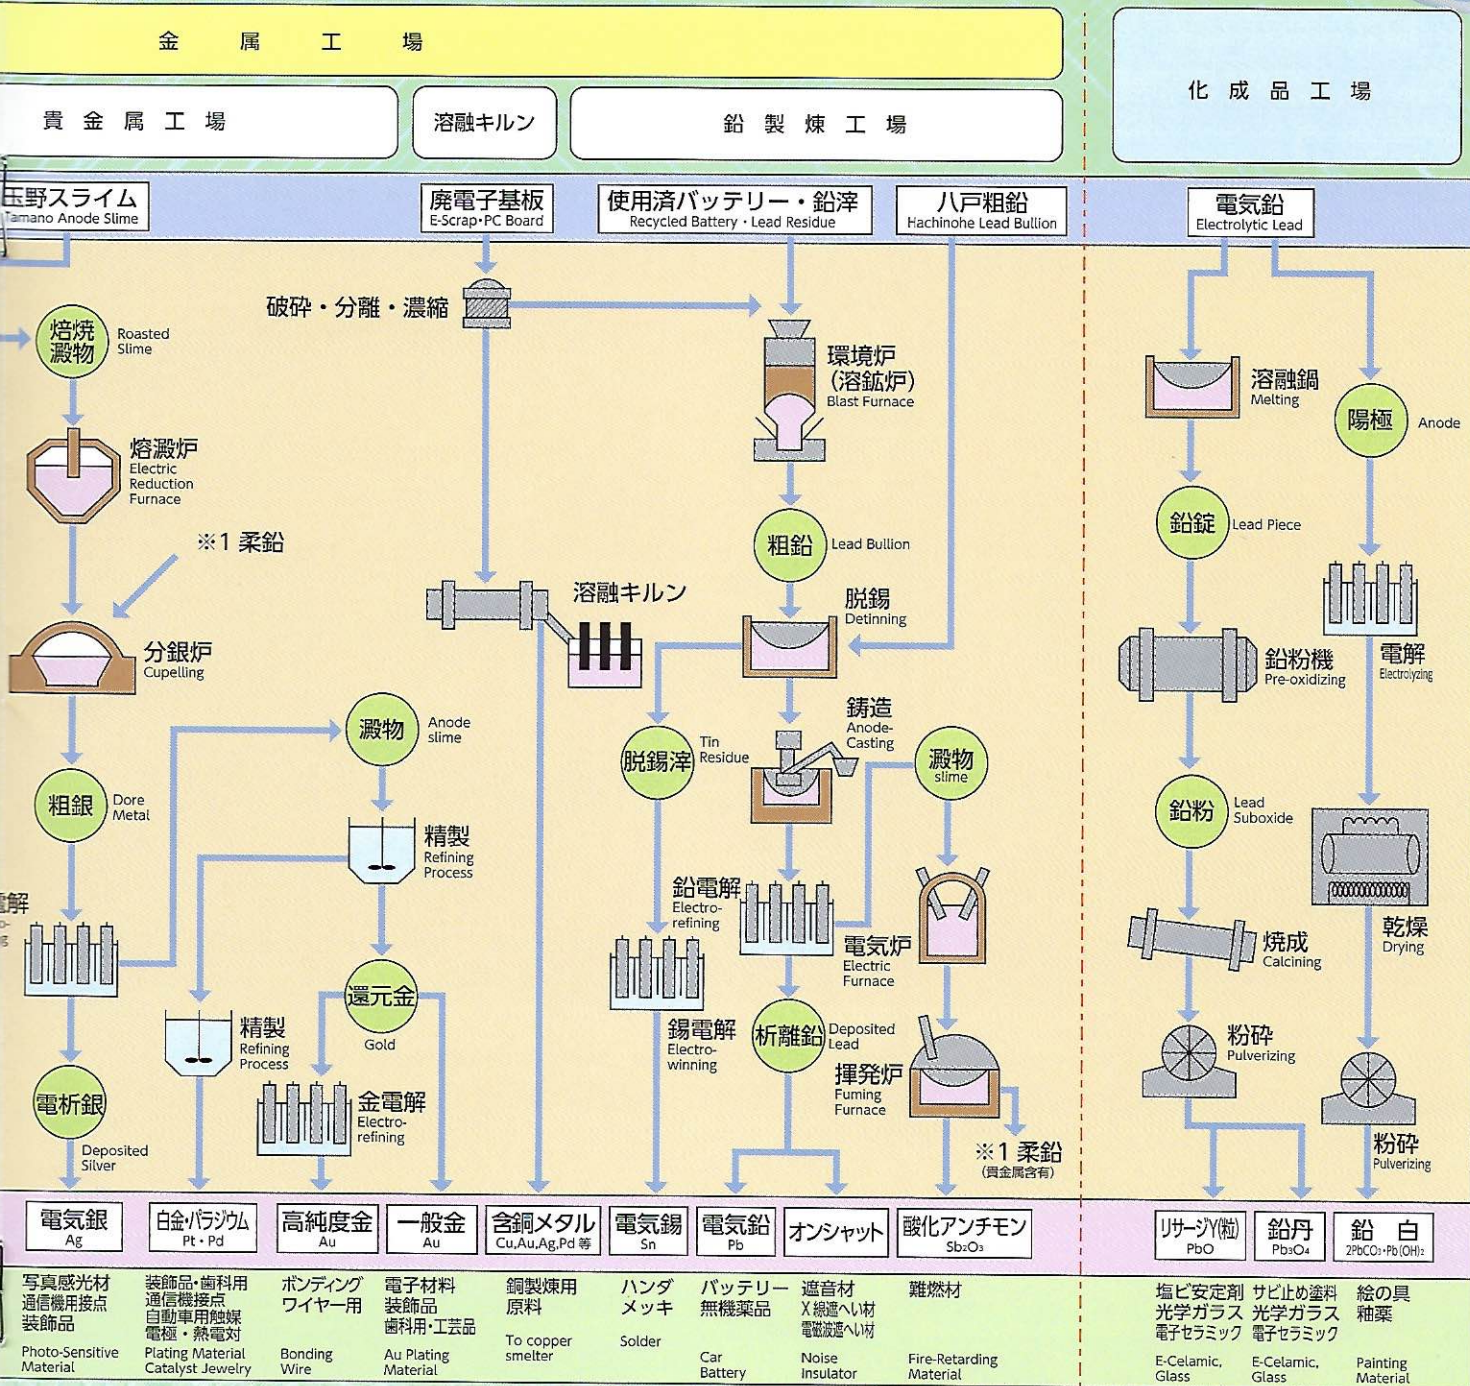 金属工場
化成品工場
貴金属工場
溶融キルン
鉛製煉工場
玉野スライム
Tamano Anode Slime
廃電子基板
E-Scrap・PC Board
使用済バッテリー・鉛滓
Recycled Battery・Lead Residue
八戸粗鉛
Hachinohe Lead Bullion
電気鉛
Electrolytic Lead
破砕・分離・濃縮
焙焼
澱物
Roasted
Slime
環境炉
(溶鉱炉)
Blast Furnace
溶融鍋
Melting
陽極
Anode
熔澱炉
Electric
Reduction
Furnace
※1 柔鉛
粗鉛
Lead Bullion
鉛錠
Lead Piece
溶融キルン
脱錫
Detinning
分銀炉
Cupelling
鉛粉機
Pre-oxidizing
電解
Electrolyzing
澱物
Anode
slime
脱錫滓
Tin
Residue
鋳造
Anode-
Casting
澱物
slime
粗銀
Dore
Metal
精製
Refining
Process
鉛粉
Lead
Suboxide
電解
鉛電解
Electro-
refining
電気炉
Electric
Furnace
焼成
Calcining
乾燥
Drying
還元金
Gold
精製
Refining
Process
錫電解
Electro-
winning
析離鉛
Deposited
Lead
揮発炉
Fuming
Furnace
粉砕
Pulverizing
電析銀
Deposited
Silver
金電解
Electro-
refining
※1 柔鉛
(貴金属含有)
粉砕
Pulverizing
電気銀
Ag
白金・パラジウム
Pt・Pd
高純度金
Au
一般金
Au
含銅メタル
Cu,Au,Ag,Pd 等
電気錫
Sn
電気鉛
Pb
オンシャット
酸化アンチモン
Sb₂O₃
リサージY(粒)
PbO
鉛丹
Pb₃O₄
鉛白
2PbCO₃・Pb(OH)₂
写真感光材
通信機用接点
装飾品
Photo-Sensitive
Material
装飾品・歯科用
通信機接点
自動車用触媒
電極・熱電対
Plating Material
Catalyst Jewelry
ボンディング
ワイヤー用
Bonding
Wire
電子材料
装飾品
歯科用・工芸品
Au Plating
Material
銅製煉用
原料
To copper
smelter
ハンダ
メッキ
Solder
バッテリー
無機薬品
Car
Battery
遮音材
X線遮へい材
電磁波遮へい材
Noise
Insulator
難燃材
Fire-Retarding
Material
塩ビ安定剤
光学ガラス
電子セラミック
E-Celamic,
Glass
サビ止め塗料
光学ガラス
電子セラミック
E-Celamic,
Glass
絵の具
釉薬
Painting
Material